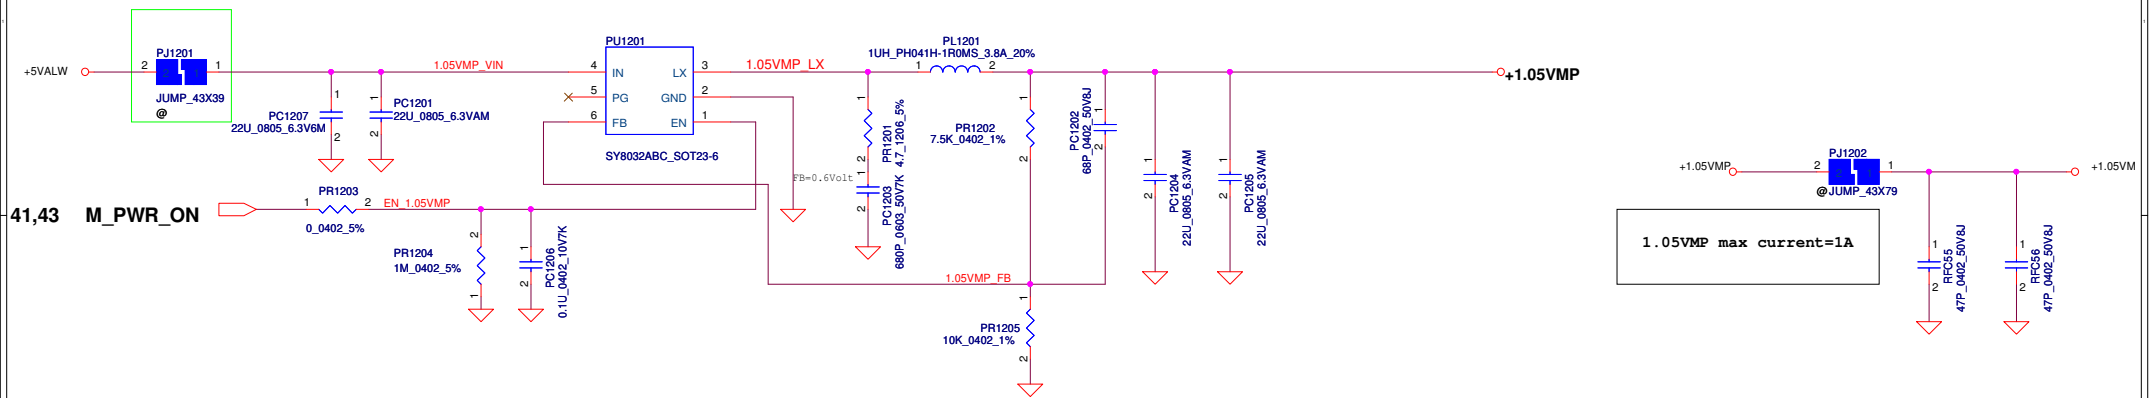 +5VALW
2
PJ1201
1
JUMP_43X39
@
1
PC1207
22U_0805_6.3V6M
2
1
PC1201
22U_0805_6.3VAM
2
1.05VMP_VIN
PU1201
4 IN
5 PG
6 FB
LX 3
GND 2
EN 1
SY8032ABC_SOT23-6
1.05VMP_LX
PL1201
1UH_PH041H-1R0MS_3.8A_20%
1
2
1
PR1201
4.7_1206_5%
2
1
PC1203
680P_0603_50V7K
2
FB=0.6Volt
1
PR1202
7.5K_0402_1%
2
1
PC1202
68P_0402_50V8J
2
1
PC1204
22U_0805_6.3VAM
2
1
PC1205
22U_0805_6.3VAM
2
+1.05VMP
41,43 M_PWR_ON
PR1203
1
2
0_0402_5%
EN_1.05VMP
2
PR1204
1M_0402_5%
1
1
PC1206
0.1U_0402_10V7K
2
1.05VMP_FB
1
PR1205
10K_0402_1%
2
+1.05VMP
2
PJ1202
1
@JUMP_43X79
+1.05VM
1.05VMP max current=1A
1
RFC55
47P_0402_50V8J
2
1
RFC56
47P_0402_50V8J
2